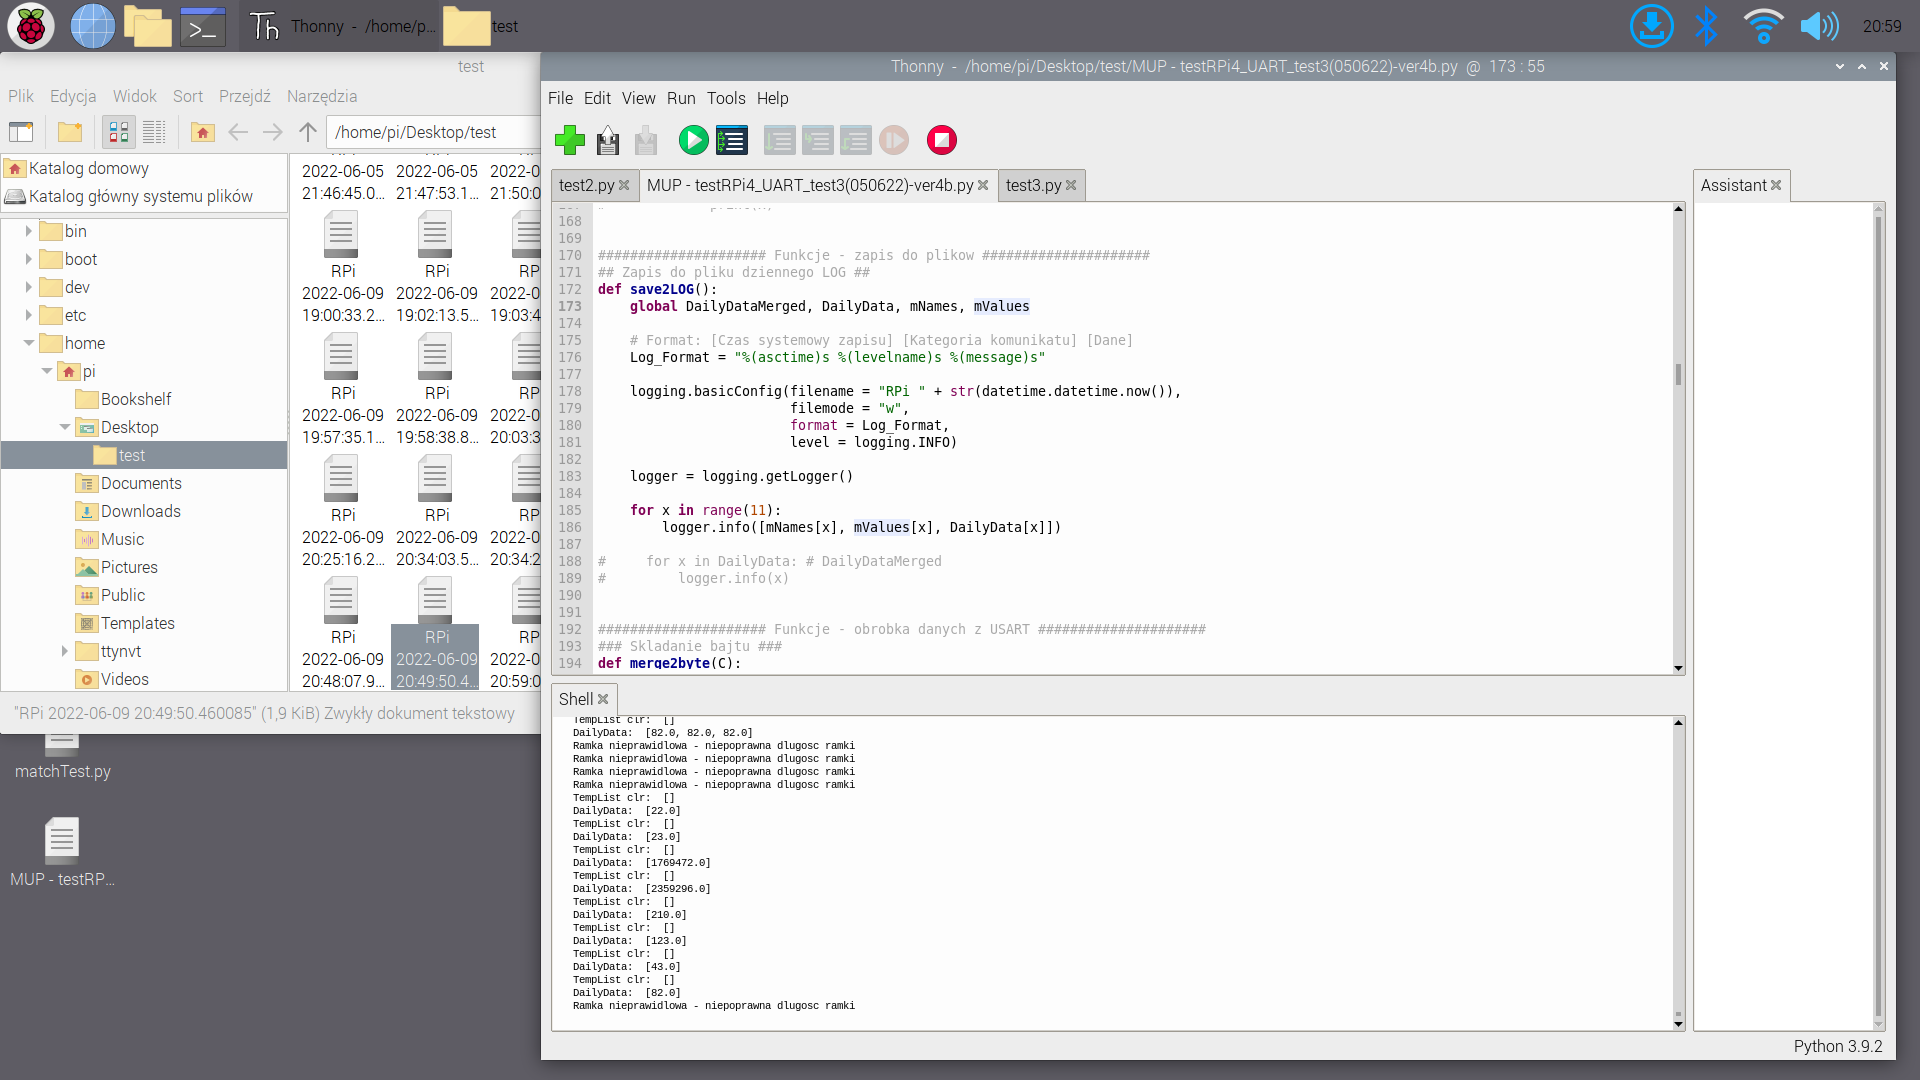 Thonny - /home/p...
test
20:59
test
Plik Edycja Widok Sort Przejdź Narzędzia
/home/pi/Desktop/test
Katalog domowy
Katalog główny systemu plików
bin
boot
dev
etc
home
pi
Bookshelf
Desktop
test
Documents
Downloads
Music
Pictures
Public
Templates
ttynvt
Videos
2022-06-05 2022-06-05 2022-0
21:46:45.0... 21:47:53.1... 21:50:0
RPi RPi RP
2022-06-09 2022-06-09 2022-0
19:00:33.2... 19:02:13.5... 19:03:4
RPi RPi RP
2022-06-09 2022-06-09 2022-0
19:57:35.1... 19:58:38.8... 20:03:3
RPi RPi RP
2022-06-09 2022-06-09 2022-0
20:25:16.2... 20:34:03.5... 20:34:2
RPi RPi RP
2022-06-09 2022-06-09 2022-0
20:48:07.9... 20:49:50.4... 20:59:0
"RPi 2022-06-09 20:49:50.460085" (1,9 KiB) Zwykły dokument tekstowy
matchTest.py
MUP - testRP...
Thonny - /home/pi/Desktop/test/MUP - testRPi4_UART_test3(050622)-ver4b.py @ 173 : 55
File Edit View Run Tools Help
test2.py MUP - testRPi4_UART_test3(050622)-ver4b.py test3.py
168
169
170 ##################### Funkcje - zapis do plikow #####################
171 ## Zapis do pliku dziennego LOG ##
172 def save2LOG():
173 global DailyDataMerged, DailyData, mNames, mValues
174
175 # Format: [Czas systemowy zapisu] [Kategoria komunikatu] [Dane]
176 Log_Format = "%(asctime)s %(levelname)s %(message)s"
177
178 logging.basicConfig(filename = "RPi " + str(datetime.datetime.now()),
179 filemode = "w",
180 format = Log_Format,
181 level = logging.INFO)
182
183 logger = logging.getLogger()
184
185 for x in range(11):
186 logger.info([mNames[x], mValues[x], DailyData[x]])
187
188 # for x in DailyData: # DailyDataMerged
189 # logger.info(x)
190
191
192 ##################### Funkcje - obrobka danych z USART #####################
193 ### Skladanie bajtu ###
194 def merge2byte(C):
Shell
TempList clr: []
DailyData: [82.0, 82.0, 82.0]
Ramka nieprawidlowa - niepoprawna dlugosc ramki
Ramka nieprawidlowa - niepoprawna dlugosc ramki
Ramka nieprawidlowa - niepoprawna dlugosc ramki
Ramka nieprawidlowa - niepoprawna dlugosc ramki
TempList clr: []
DailyData: [22.0]
TempList clr: []
DailyData: [23.0]
TempList clr: []
DailyData: [1769472.0]
TempList clr: []
DailyData: [2359296.0]
TempList clr: []
DailyData: [210.0]
TempList clr: []
DailyData: [123.0]
TempList clr: []
DailyData: [43.0]
TempList clr: []
DailyData: [82.0]
Ramka nieprawidlowa - niepoprawna dlugosc ramki
Assistant
Python 3.9.2